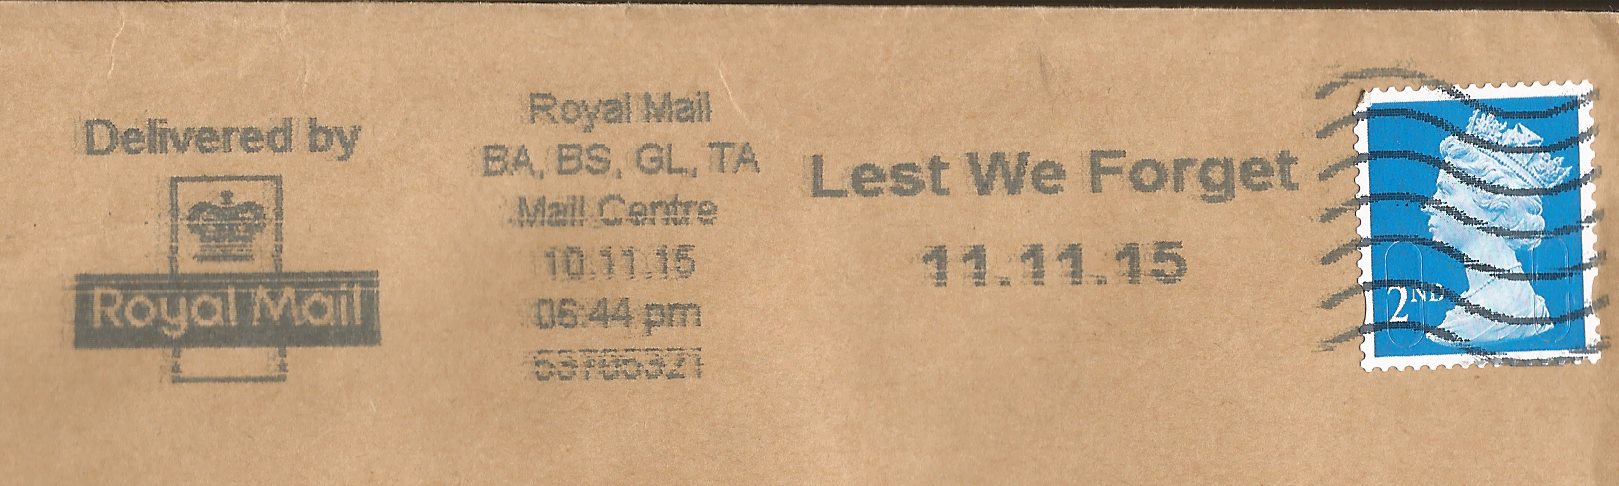 Delivered by
Royal Mail
Royal Mail
BA, BS, GL, TA
Mail Centre
10.11.15
06:44 pm
53785321
Lest We Forget
11.11.15
2ND